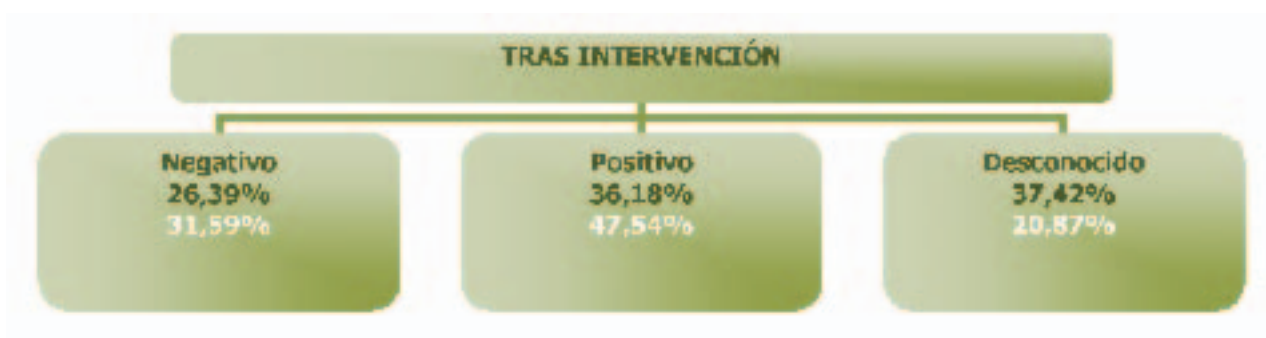 TRAS INTERVENCIÓN
Negativo
26,39%
31,59%
Positivo
36,18%
47,54%
Desconocido
37,42%
20,87%